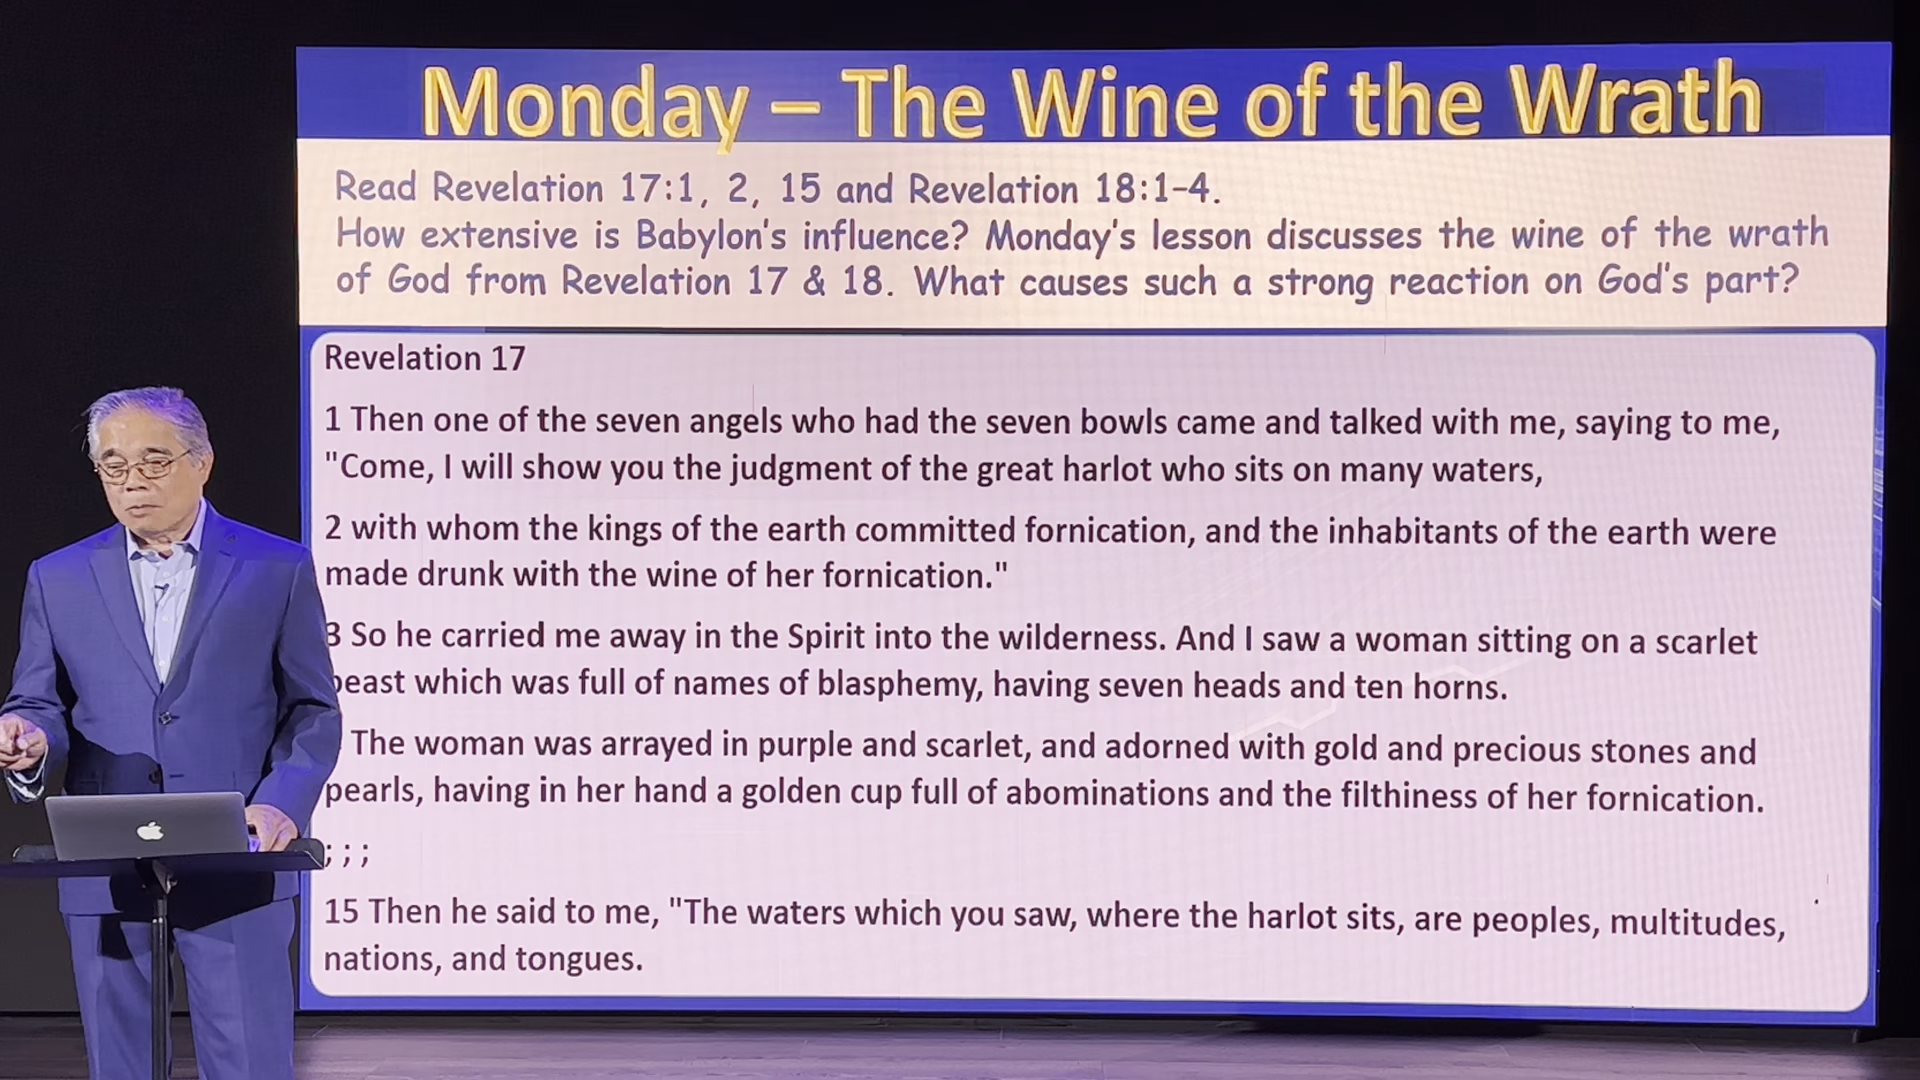 Monday – The Wine of the Wrath
Read Revelation 17:1, 2, 15 and Revelation 18:1-4.
How extensive is Babylon's influence? Monday's lesson discusses the wine of the wrath
of God from Revelation 17 & 18. What causes such a strong reaction on God's part?
Revelation 17
1 Then one of the seven angels who had the seven bowls came and talked with me, saying to me,
"Come, I will show you the judgment of the great harlot who sits on many waters,
2 with whom the kings of the earth committed fornication, and the inhabitants of the earth were
made drunk with the wine of her fornication."
3 So he carried me away in the Spirit into the wilderness. And I saw a woman sitting on a scarlet
beast which was full of names of blasphemy, having seven heads and ten horns.
The woman was arrayed in purple and scarlet, and adorned with gold and precious stones and
pearls, having in her hand a golden cup full of abominations and the filthiness of her fornication.
; ; ;
15 Then he said to me, "The waters which you saw, where the harlot sits, are peoples, multitudes,
nations, and tongues.